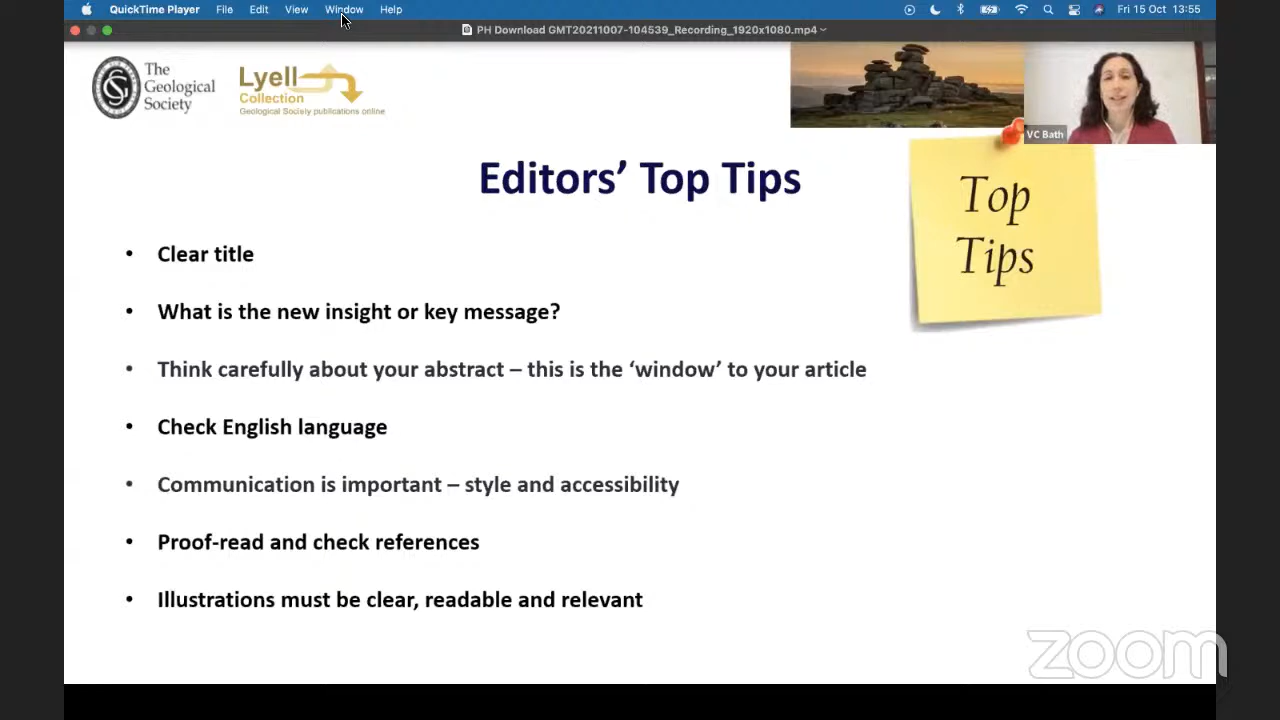 QuickTime Player File Edit View Window Help Fri 15 Oct 13:55
PH Download GMT20211007-104539_Recording_1920x1080.mp4
The
Geological
Society
Lyell
Collection
Geological Society publications online
VC Bath
Editors’ Top Tips
Top
Tips
• Clear title
• What is the new insight or key message?
• Think carefully about your abstract – this is the ‘window’ to your article
• Check English language
• Communication is important – style and accessibility
• Proof-read and check references
• Illustrations must be clear, readable and relevant
zoom